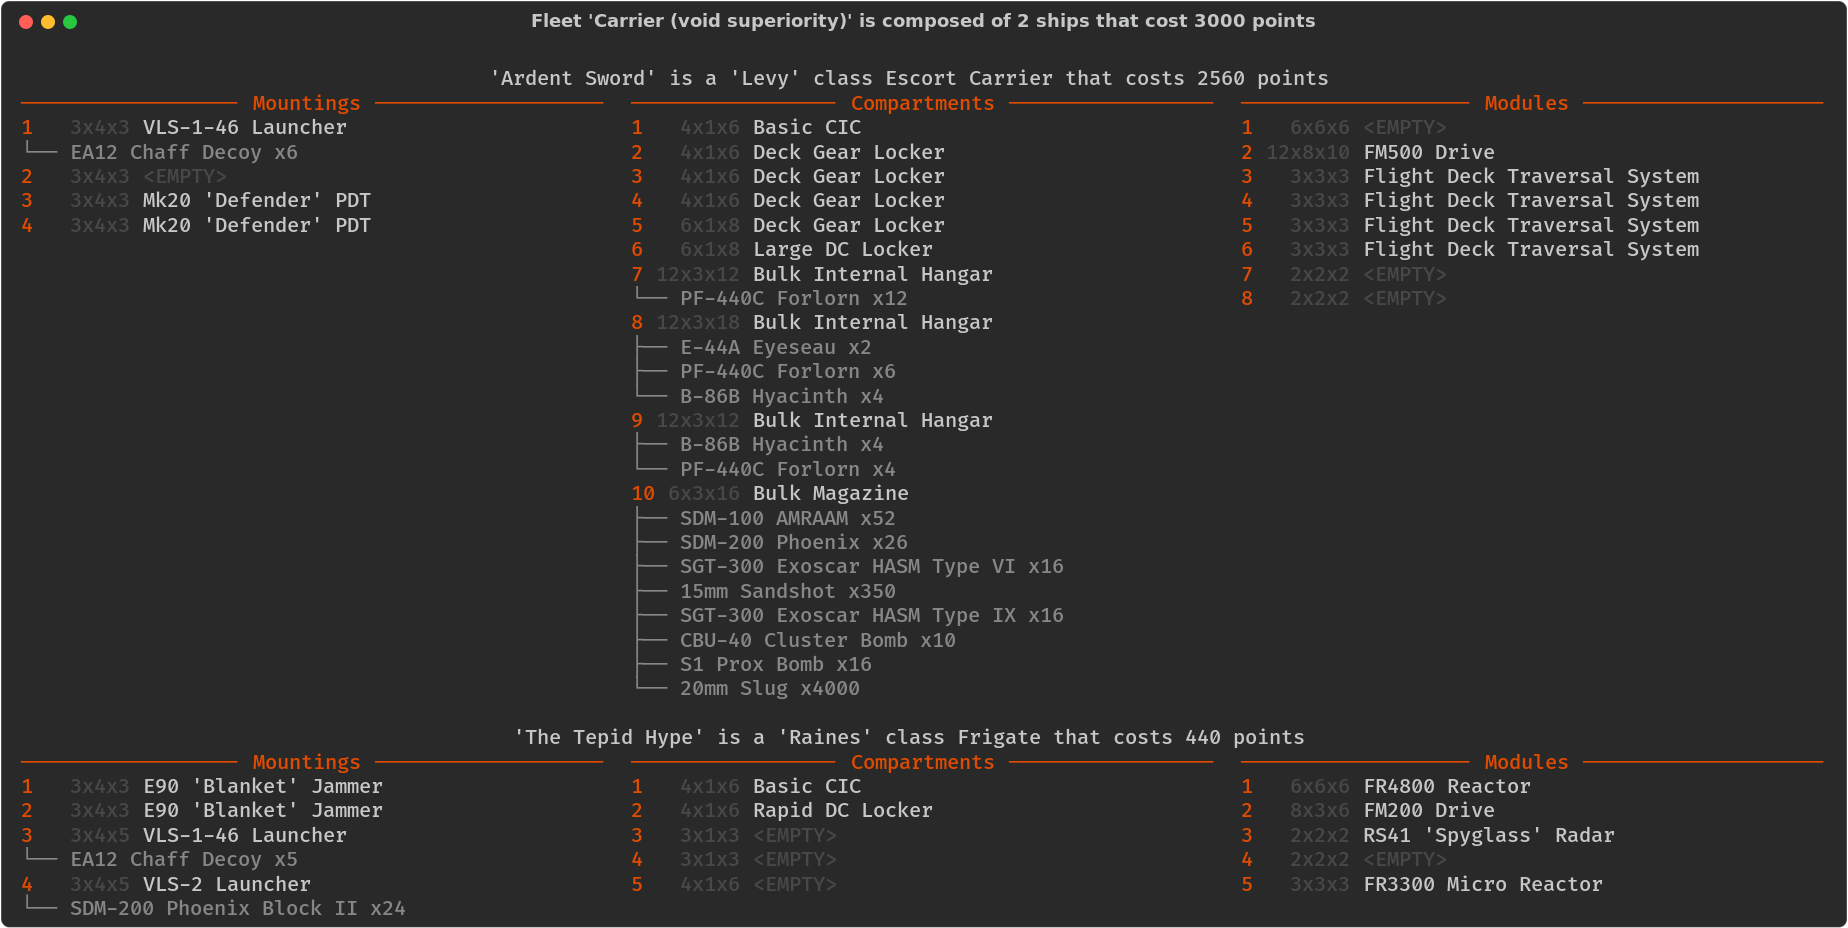 Fleet 'Carrier (void superiority)' is composed of 2 ships that cost 3000 points
'Ardent Sword' is a 'Levy' class Escort Carrier that costs 2560 points
Mountings
1 3x4x3 VLS-1-46 Launcher
EA12 Chaff Decoy x6
2 3x4x3 <EMPTY>
3 3x4x3 Mk20 'Defender' PDT
4 3x4x3 Mk20 'Defender' PDT
Compartments
1 4x1x6 Basic CIC
2 4x1x6 Deck Gear Locker
3 4x1x6 Deck Gear Locker
4 4x1x6 Deck Gear Locker
5 6x1x8 Deck Gear Locker
6 6x1x8 Large DC Locker
7 12x3x12 Bulk Internal Hangar
PF-440C Forlorn x12
8 12x3x18 Bulk Internal Hangar
E-44A Eyeseau x2
PF-440C Forlorn x6
B-86B Hyacinth x4
9 12x3x12 Bulk Internal Hangar
B-86B Hyacinth x4
PF-440C Forlorn x4
10 6x3x16 Bulk Magazine
SDM-100 AMRAAM x52
SDM-200 Phoenix x26
SGT-300 Exoscar HASM Type VI x16
15mm Sandshot x350
SGT-300 Exoscar HASM Type IX x16
CBU-40 Cluster Bomb x10
S1 Prox Bomb x16
20mm Slug x4000
Modules
1 6x6x6 <EMPTY>
2 12x8x10 FM500 Drive
3 3x3x3 Flight Deck Traversal System
4 3x3x3 Flight Deck Traversal System
5 3x3x3 Flight Deck Traversal System
6 3x3x3 Flight Deck Traversal System
7 2x2x2 <EMPTY>
8 2x2x2 <EMPTY>
'The Tepid Hype' is a 'Raines' class Frigate that costs 440 points
Mountings
1 3x4x3 E90 'Blanket' Jammer
2 3x4x3 E90 'Blanket' Jammer
3 3x4x5 VLS-1-46 Launcher
EA12 Chaff Decoy x5
4 3x4x5 VLS-2 Launcher
SDM-200 Phoenix Block II x24
Compartments
1 4x1x6 Basic CIC
2 4x1x6 Rapid DC Locker
3 3x1x3 <EMPTY>
4 3x1x3 <EMPTY>
5 4x1x6 <EMPTY>
Modules
1 6x6x6 FR4800 Reactor
2 8x3x6 FM200 Drive
3 2x2x2 RS41 'Spyglass' Radar
4 2x2x2 <EMPTY>
5 3x3x3 FR3300 Micro Reactor